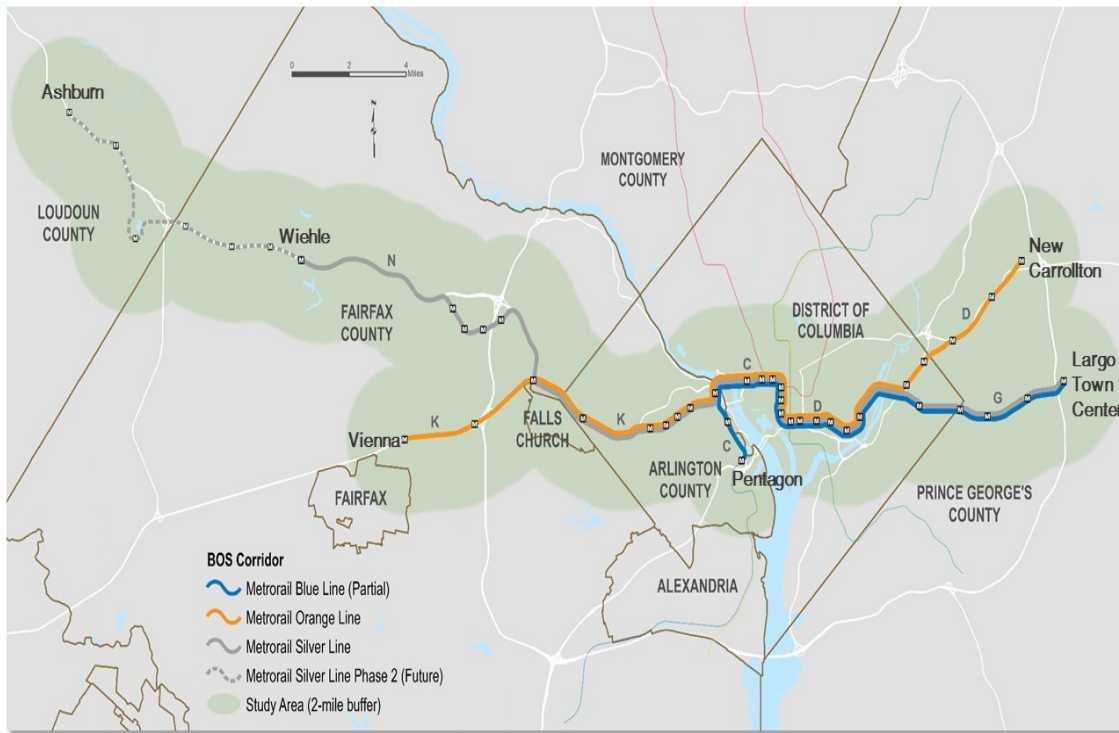 Ashburn
0 2 4
Miles
N
MONTGOMERY
COUNTY
LOUDOUN
COUNTY
Wiehle
N
New
Carrollton
FAIRFAX
COUNTY
DISTRICT OF
COLUMBIA
D
Largo
Town
Center
C
D
G
K
K
FALLS
CHURCH
Vienna
C
ARLINGTON
COUNTY
Pentagon
FAIRFAX
PRINCE GEORGE'S
COUNTY
ALEXANDRIA
BOS Corridor
Metrorail Blue Line (Partial)
Metrorail Orange Line
Metrorail Silver Line
Metrorail Silver Line Phase 2 (Future)
Study Area (2-mile buffer)